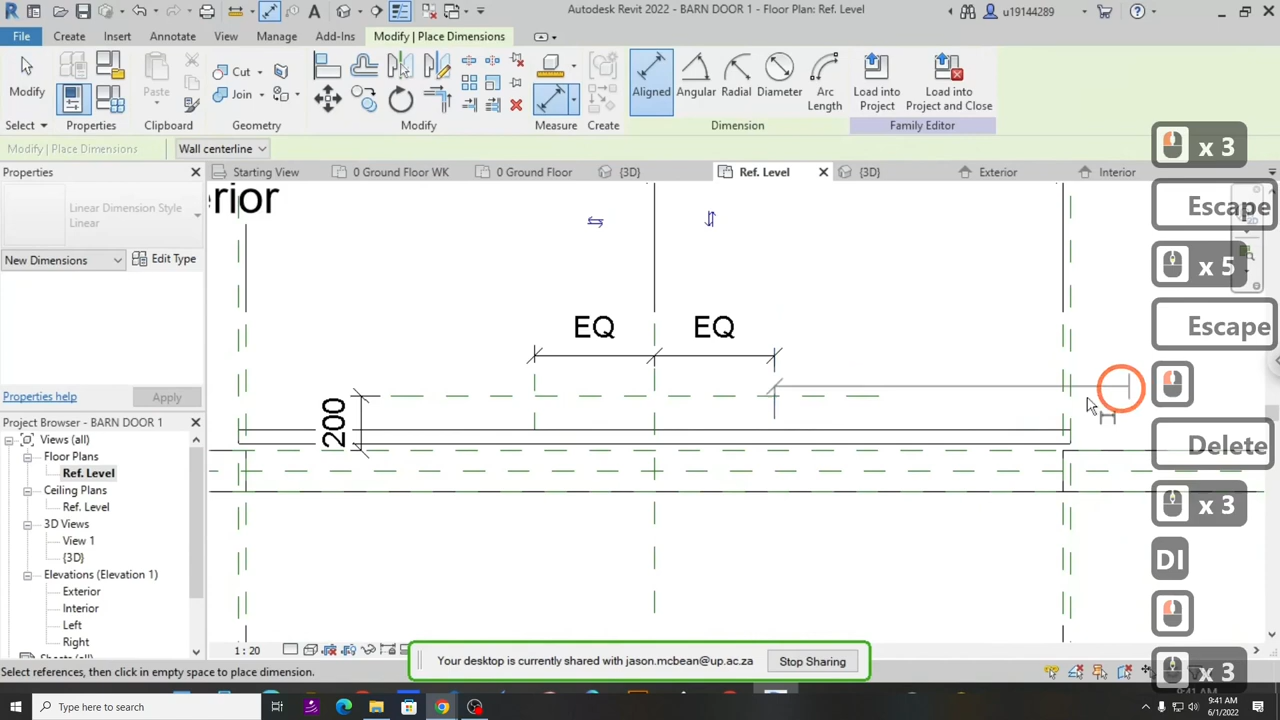 Autodesk Revit 2022 - BARN DOOR 1 - Floor Plan: Ref. Level
u19144289
File Create Insert Annotate View Manage Add-Ins Modify | Place Dimensions
Modify
Paste
Cut
Join
Aligned Angular Radial Diameter Arc Length
Load into Project
Load into Project and Close
Select Properties Clipboard Geometry Modify Measure Create Dimension Family Editor
Modify | Place Dimensions
Wall centerline
Properties
Starting View
0 Ground Floor WK
0 Ground Floor
{3D}
Ref. Level
{3D}
Exterior
Interior
Linear Dimension Style
Linear
New Dimensions
Edit Type
Properties help
Apply
Project Browser - BARN DOOR 1
Views (all)
Floor Plans
Ref. Level
Ceiling Plans
Ref. Level
3D Views
View 1
{3D}
Elevations (Elevation 1)
Exterior
Interior
Left
Right
Sheets (all)
erior
EQ
EQ
200
x 3
Escape
x 5
Escape
Delete
x 3
DI
x 3
1 : 20
Your desktop is currently shared with jason.mcbean@up.ac.za
Stop Sharing
Select references, then click in empty space to place dimension.
Type here to search
9:41 AM
6/1/2022